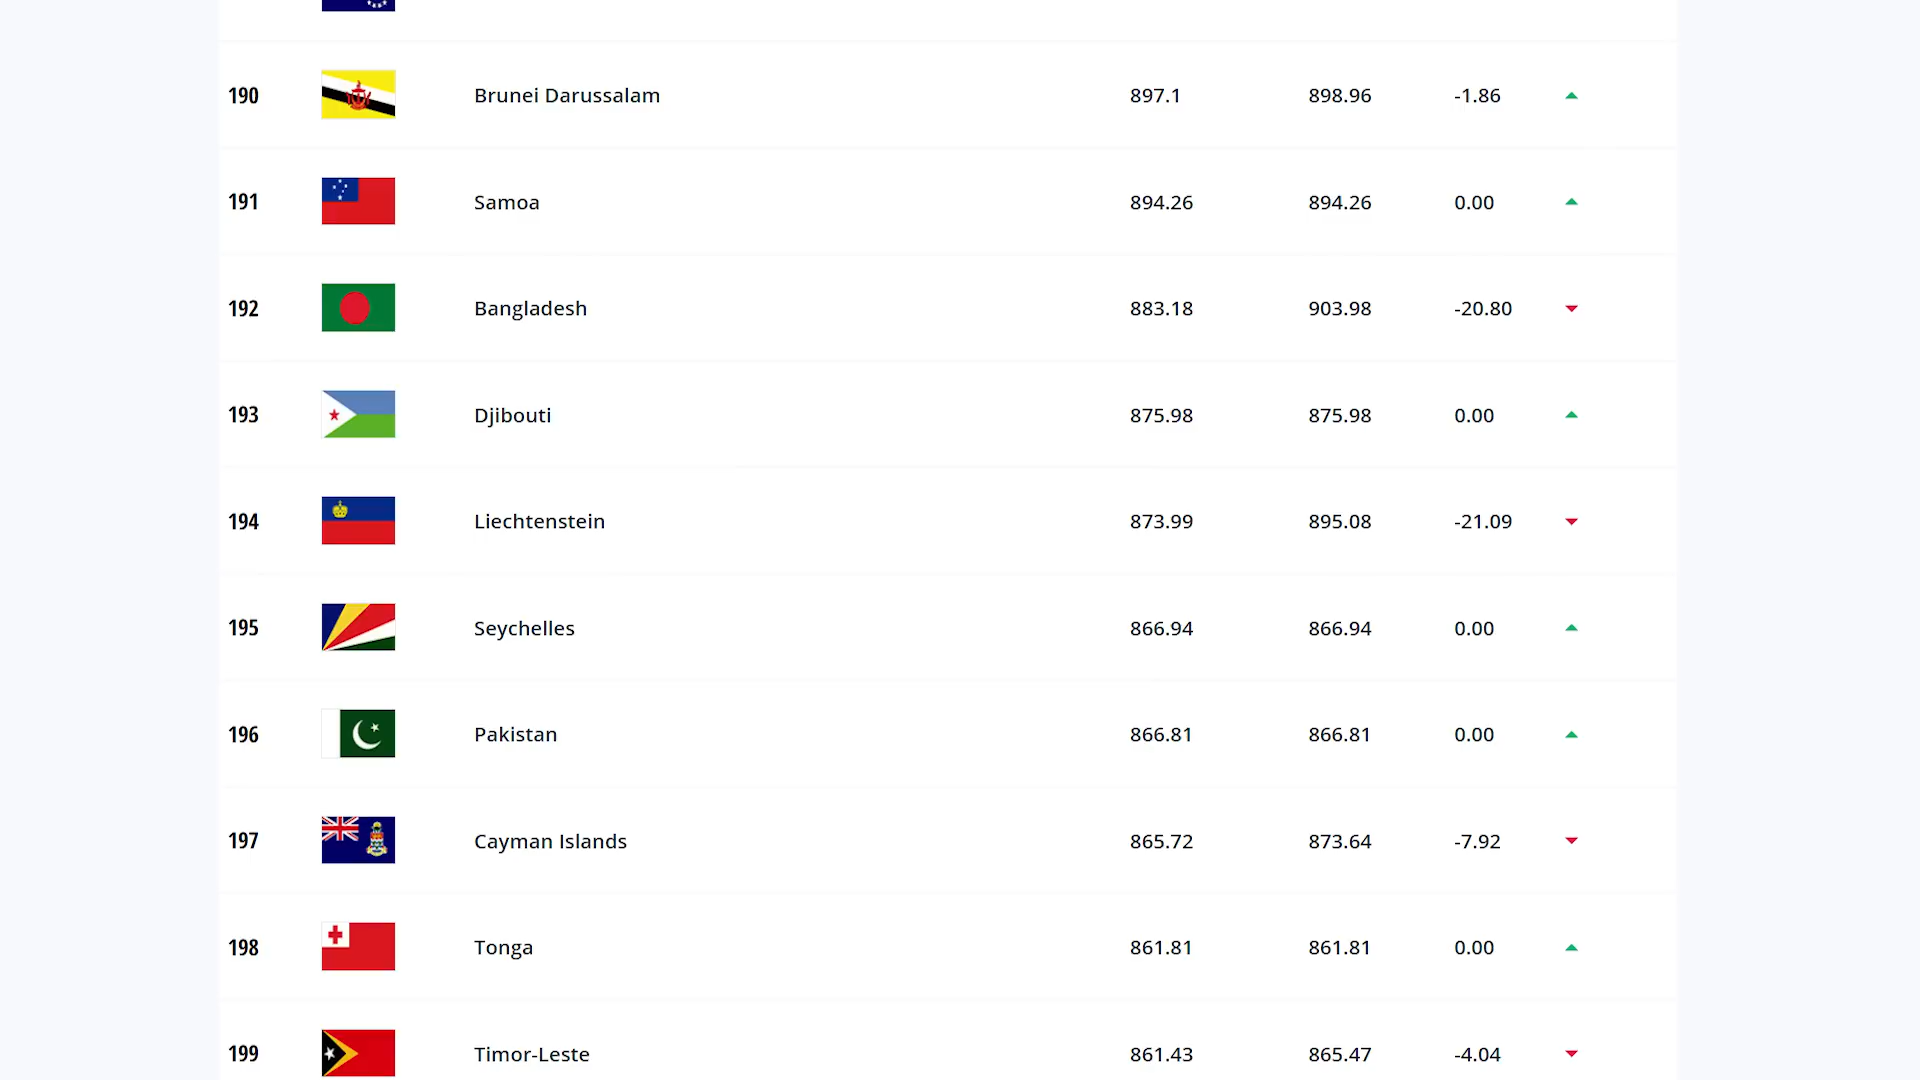 190 Brunei Darussalam 897.1 898.96 -1.86
191 Samoa 894.26 894.26 0.00
192 Bangladesh 883.18 903.98 -20.80
193 Djibouti 875.98 875.98 0.00
194 Liechtenstein 873.99 895.08 -21.09
195 Seychelles 866.94 866.94 0.00
196 Pakistan 866.81 866.81 0.00
197 Cayman Islands 865.72 873.64 -7.92
198 Tonga 861.81 861.81 0.00
199 Timor-Leste 861.43 865.47 -4.04